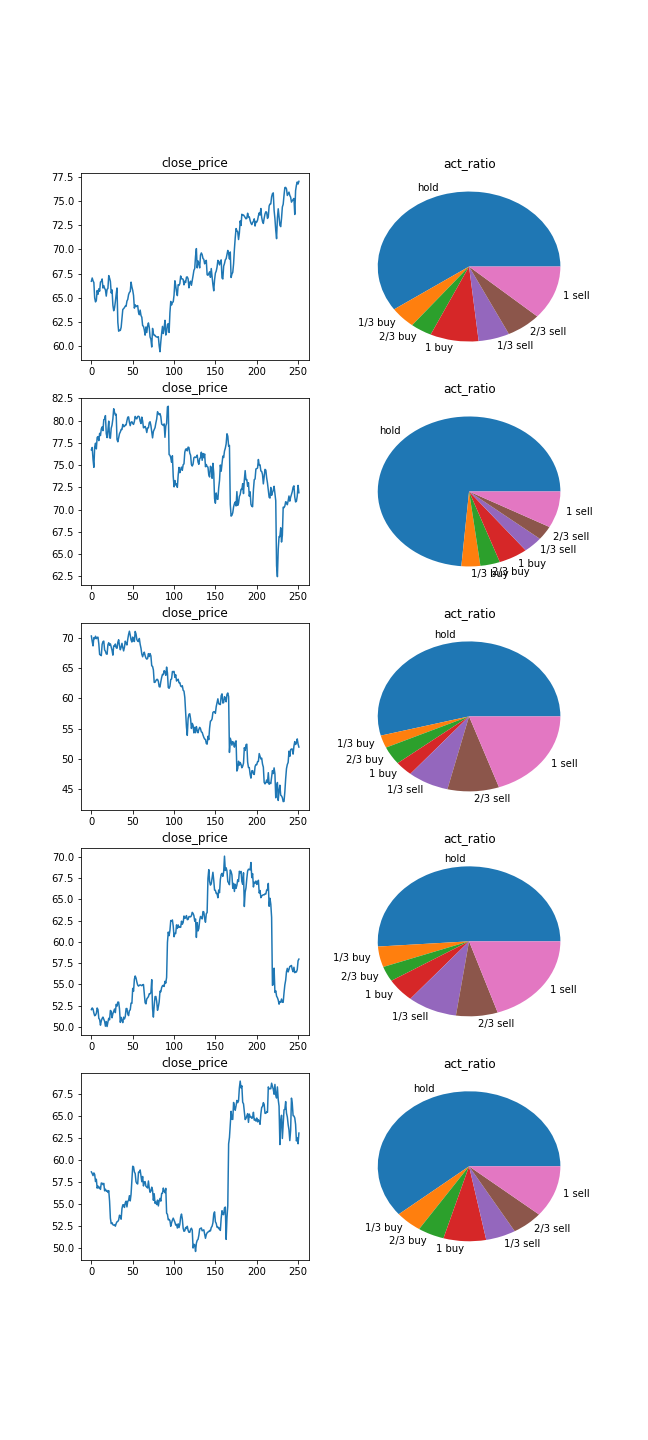 close_price
77.5
75.0
72.5
70.0
67.5
65.0
62.5
60.0
0 50 100 150 200 250
act_ratio
hold
1/3 buy
2/3 buy
1 buy
1/3 sell
2/3 sell
1 sell
close_price
82.5
80.0
77.5
75.0
72.5
70.0
67.5
65.0
62.5
0 50 100 150 200 250
act_ratio
hold
1/3 buy
2/3 buy
1 buy
1/3 sell
2/3 sell
1 sell
close_price
70
65
60
55
50
45
0 50 100 150 200 250
act_ratio
hold
1/3 buy
2/3 buy
1 buy
1/3 sell
2/3 sell
1 sell
close_price
70.0
67.5
65.0
62.5
60.0
57.5
55.0
52.5
50.0
0 50 100 150 200 250
act_ratio
hold
1/3 buy
2/3 buy
1 buy
1/3 sell
2/3 sell
1 sell
close_price
67.5
65.0
62.5
60.0
57.5
55.0
52.5
50.0
0 50 100 150 200 250
act_ratio
hold
1/3 buy
2/3 buy
1 buy
1/3 sell
2/3 sell
1 sell